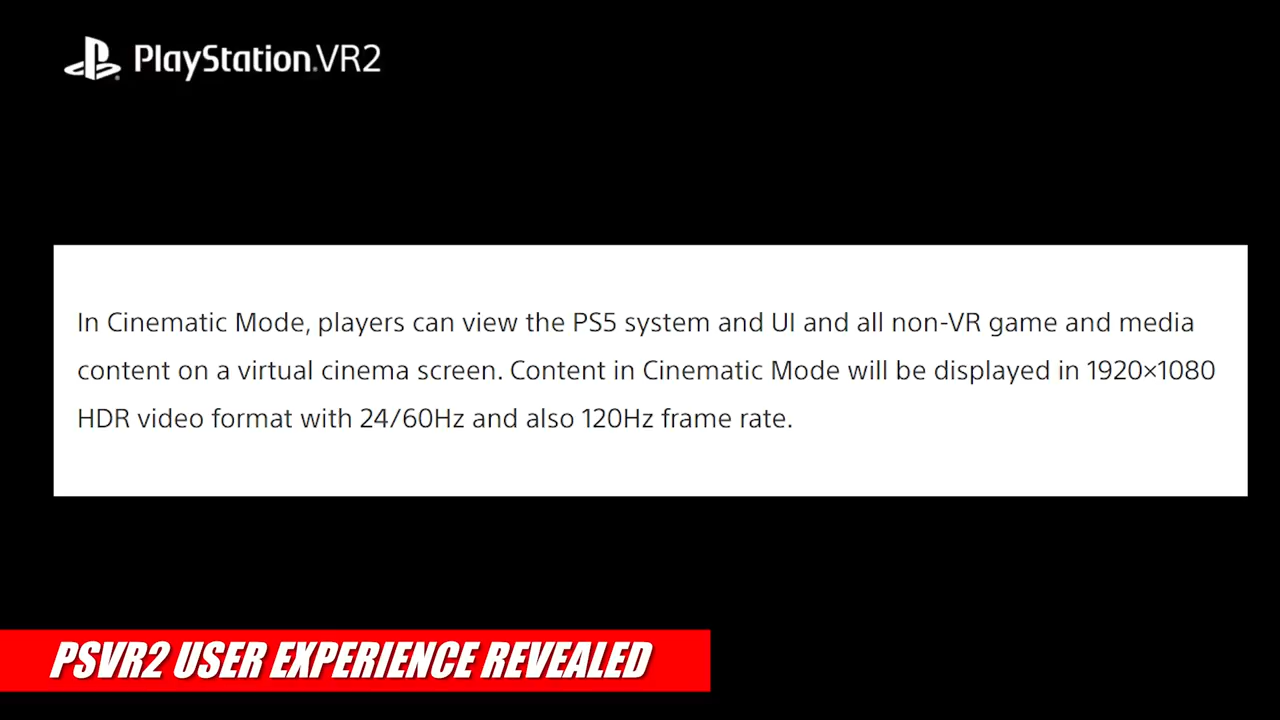 PlayStation.VR2
In Cinematic Mode, players can view the PS5 system and UI and all non-VR game and media
content on a virtual cinema screen. Content in Cinematic Mode will be displayed in 1920×1080
HDR video format with 24/60Hz and also 120Hz frame rate.
PSVR2 USER EXPERIENCE REVEALED